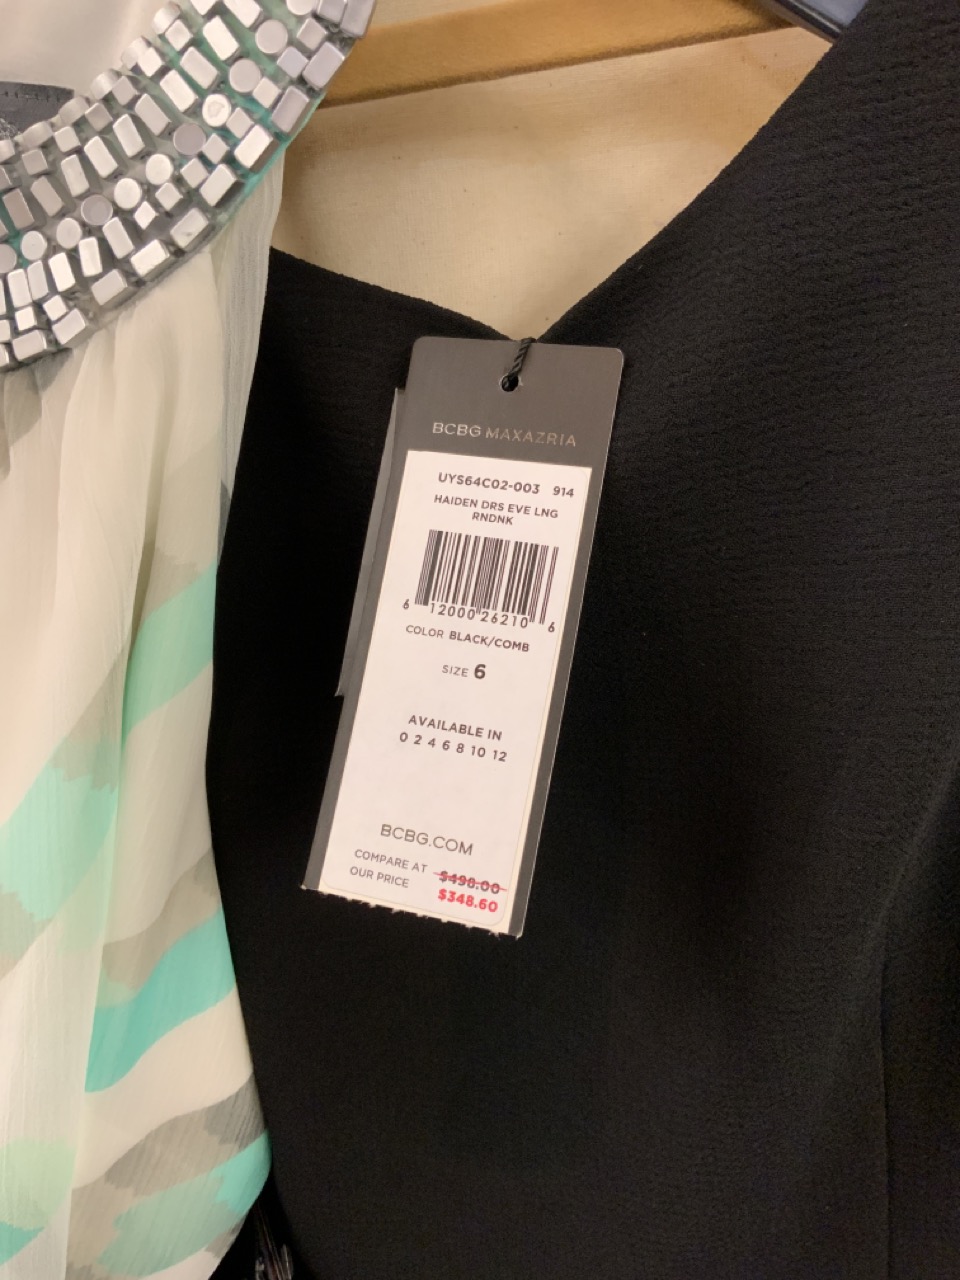 BCBG MAXAZRIA
UYS64C02-003 914
HAIDEN DRS EVE LNG
RNDNK
6 12000 26210 6
COLOR BLACK/COMB
SIZE 6
AVAILABLE IN
0 2 4 6 8 10 12
BCBG.COM
COMPARE AT $498.00
OUR PRICE $348.60